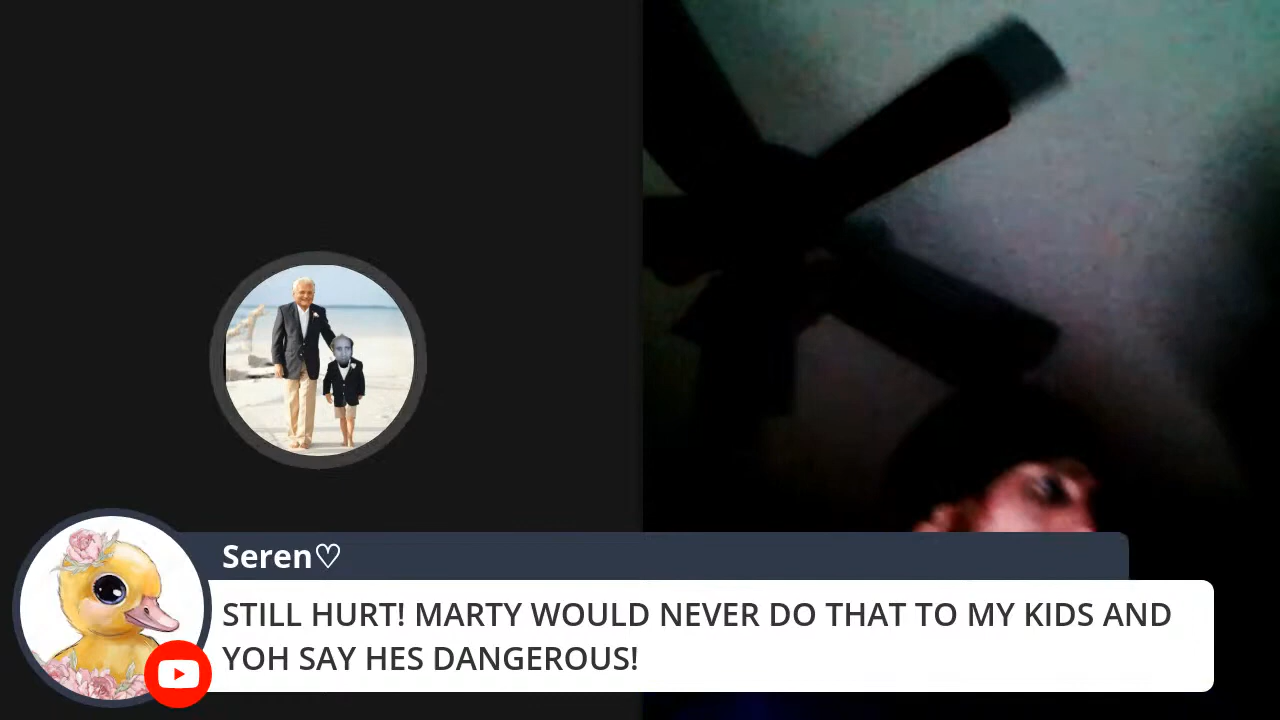 Seren♡
STILL HURT! MARTY WOULD NEVER DO THAT TO MY KIDS AND
YOH SAY HES DANGEROUS!